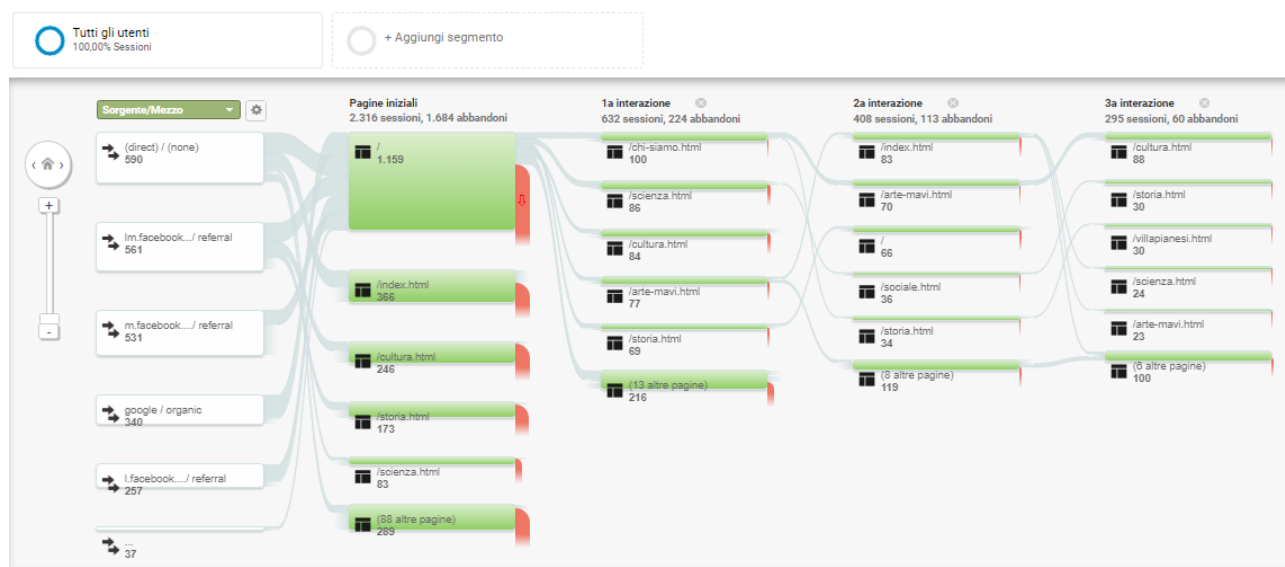 Tutti gli utenti
100,00% Sessioni
+ Aggiungi segmento
Sorgente/Mezzo
(direct) / (none)
590
lm.facebook.../ referral
561
m.facebook..../ referral
531
google / organic
340
l.facebook..../ referral
257
...
37
Pagine iniziali
2.316 sessioni, 1.684 abbandoni
/
1.159
/index.html
366
/cultura.html
246
/storia.html
173
/scienza.html
83
(88 altre pagine)
289
1a interazione
632 sessioni, 224 abbandoni
/chi-siamo.html
100
/scienza.html
86
/cultura.html
84
/arte-mavi.html
77
/storia.html
69
(13 altre pagine)
216
2a interazione
408 sessioni, 113 abbandoni
/index.html
83
/arte-mavi.html
70
/
66
/sociale.html
36
/storia.html
34
(8 altre pagine)
119
3a interazione
295 sessioni, 60 abbandoni
/cultura.html
88
/storia.html
30
/villapianesi.html
30
/scienza.html
24
/arte-mavi.html
23
(6 altre pagine)
100